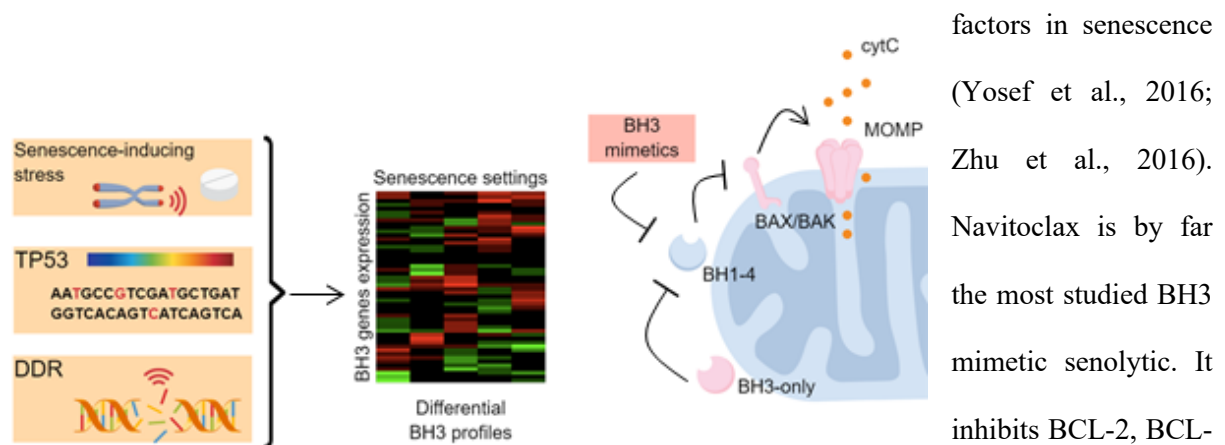 Senescence-inducing
stress
TP53
AATGCCGTCGATGCTGAT
GGTCACAGTCATCAGTCA
DDR
Senescence settings
BH3 genes expression
Differential
BH3 profiles
BH3
mimetics
cytC
MOMP
BAX/BAK
BH1-4
BH3-only
factors in senescence
(Yosef et al., 2016;
Zhu et al., 2016).
Navitoclax is by far
the most studied BH3
mimetic senolytic. It
inhibits BCL-2, BCL-